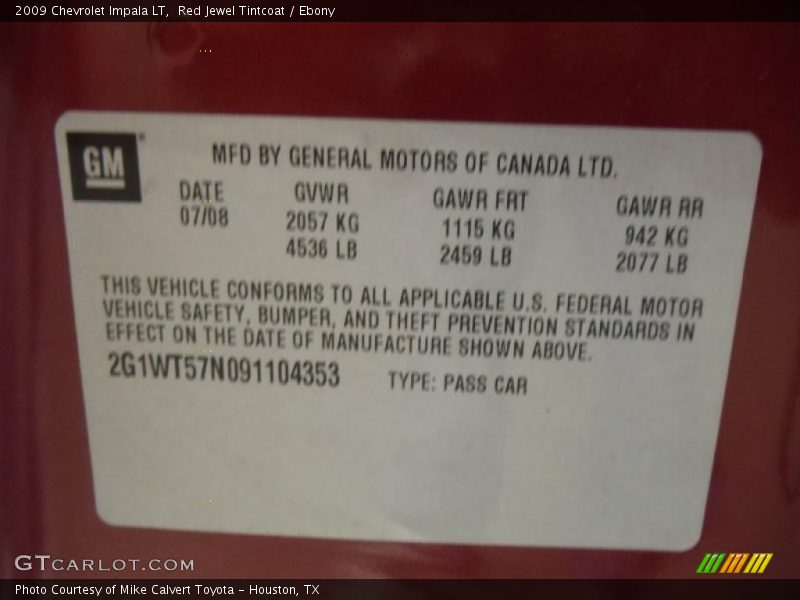 2009 Chevrolet Impala LT, Red Jewel Tintcoat / Ebony
GM
MFD BY GENERAL MOTORS OF CANADA LTD.
DATE GVWR GAWR FRT GAWR RR
07/08 2057 KG 1115 KG 942 KG
4536 LB 2459 LB 2077 LB
THIS VEHICLE CONFORMS TO ALL APPLICABLE U.S. FEDERAL MOTOR
VEHICLE SAFETY, BUMPER, AND THEFT PREVENTION STANDARDS IN
EFFECT ON THE DATE OF MANUFACTURE SHOWN ABOVE.
2G1WT57N091104353 TYPE: PASS CAR
GTCARLOT.COM
Photo Courtesy of Mike Calvert Toyota - Houston, TX